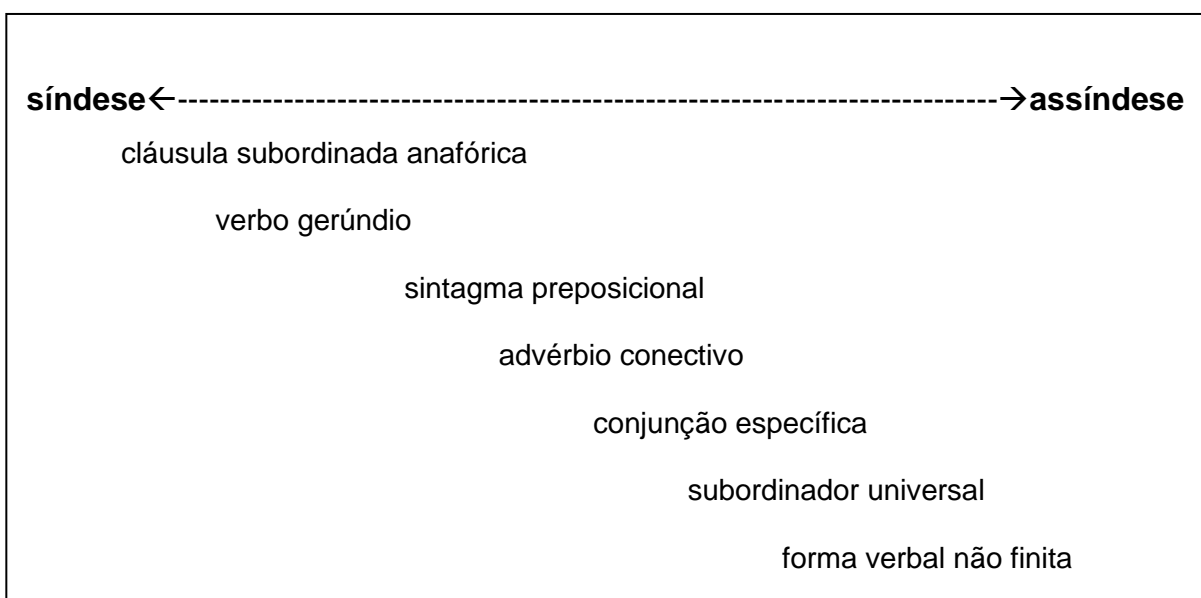 síndese←------------------------------------------------------------------------------→assíndese
cláusula subordinada anafórica
verbo gerúndio
sintagma preposicional
advérbio conectivo
conjunção específica
subordinador universal
forma verbal não finita